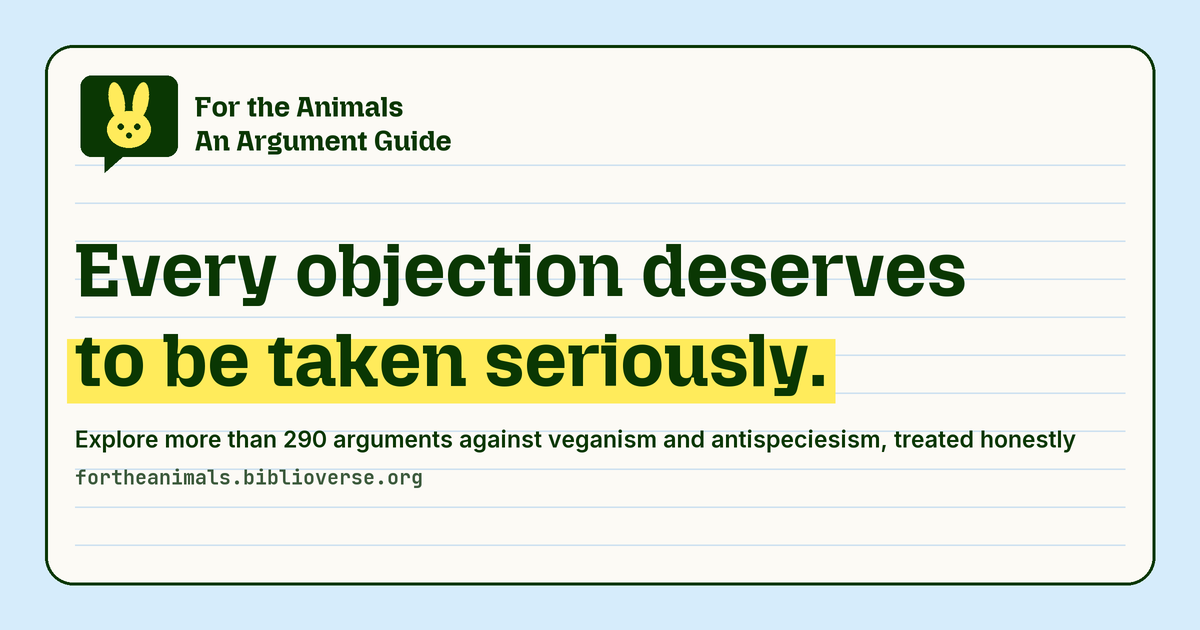 For the Animals
An Argument Guide
Every objection deserves
to be taken seriously.
Explore more than 290 arguments against veganism and antispeciesism, treated honestly
fortheanimals.biblioverse.org